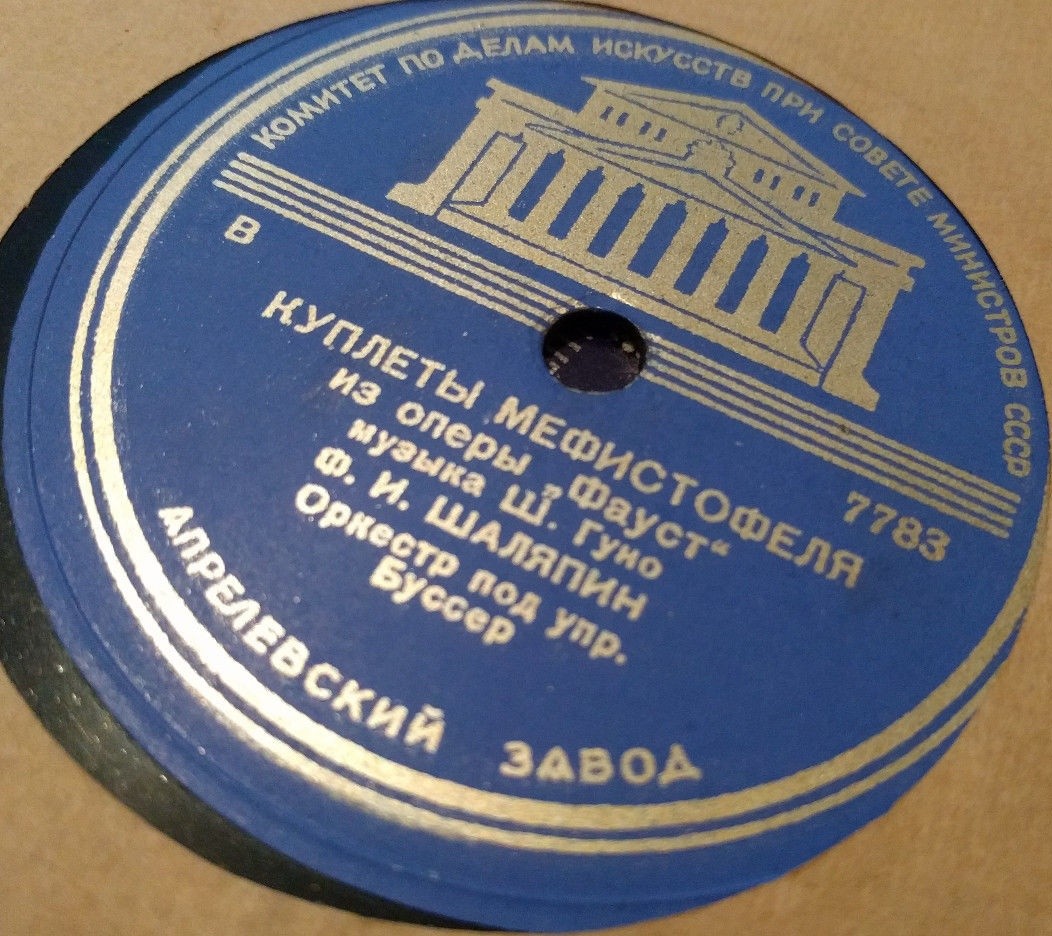 КОМИТЕТ ПО ДЕЛАМ ИСКУССТВ ПРИ СОВЕТЕ МИНИСТРОВ СССР
В
7783
КУПЛЕТЫ МЕФИСТОФЕЛЯ
из оперы „Фауст“
музыка Ш. Гуно
Ф. И. ШАЛЯПИН
Оркестр под упр.
Буссер
АПРЕЛЕВСКИЙ ЗАВОД